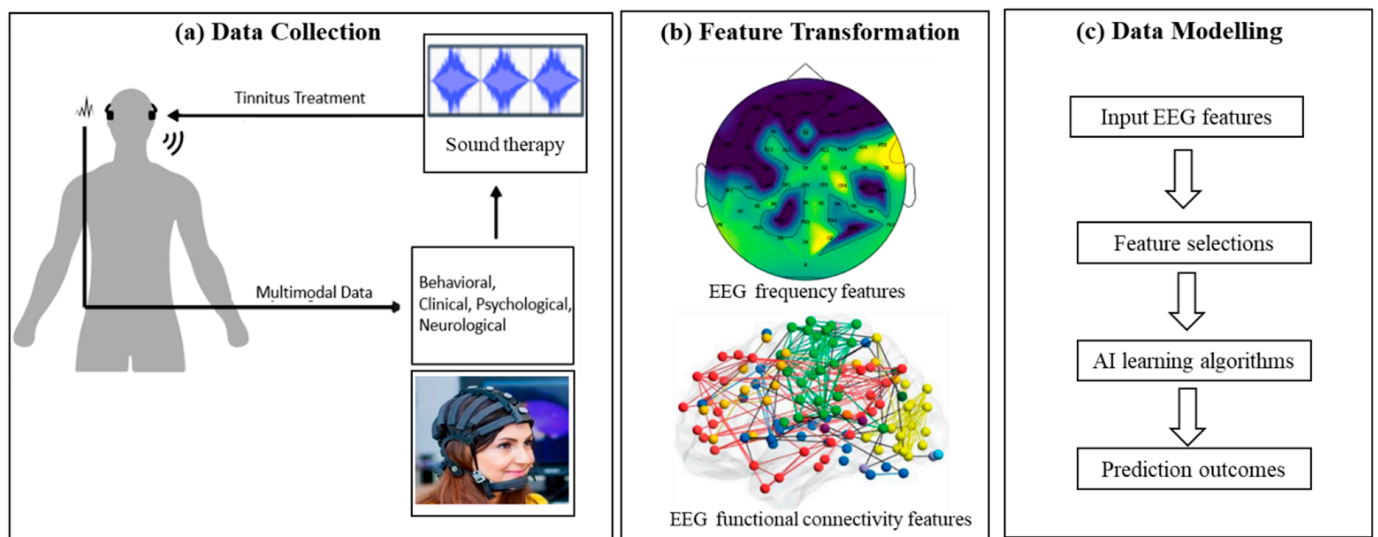 (a) Data Collection
Tinnitus Treatment
Sound therapy
Multimodal Data
Behavioral,
Clinical, Psychological,
Neurological
(b) Feature Transformation
EEG frequency features
EEG functional connectivity features
(c) Data Modelling
Input EEG features
Feature selections
AI learning algorithms
Prediction outcomes